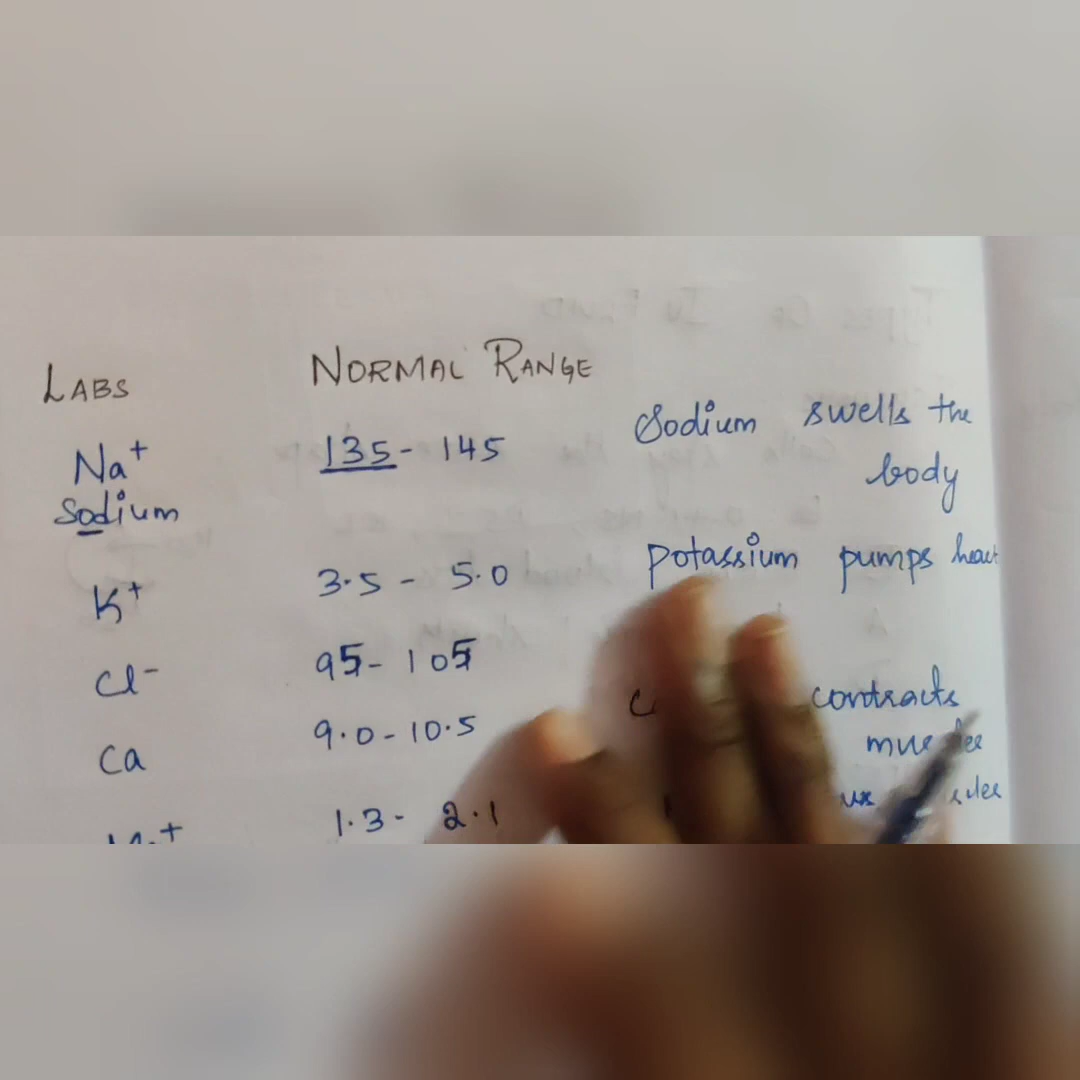 LABS NORMAL RANGE
Na+ 135 - 145 Sodium swells the
Sodium body
K+ 3.5 - 5.0 Potassium pumps heart
Cl- 95 - 105
Ca 9.0 - 10.5 contracts
1.3 - 2.1